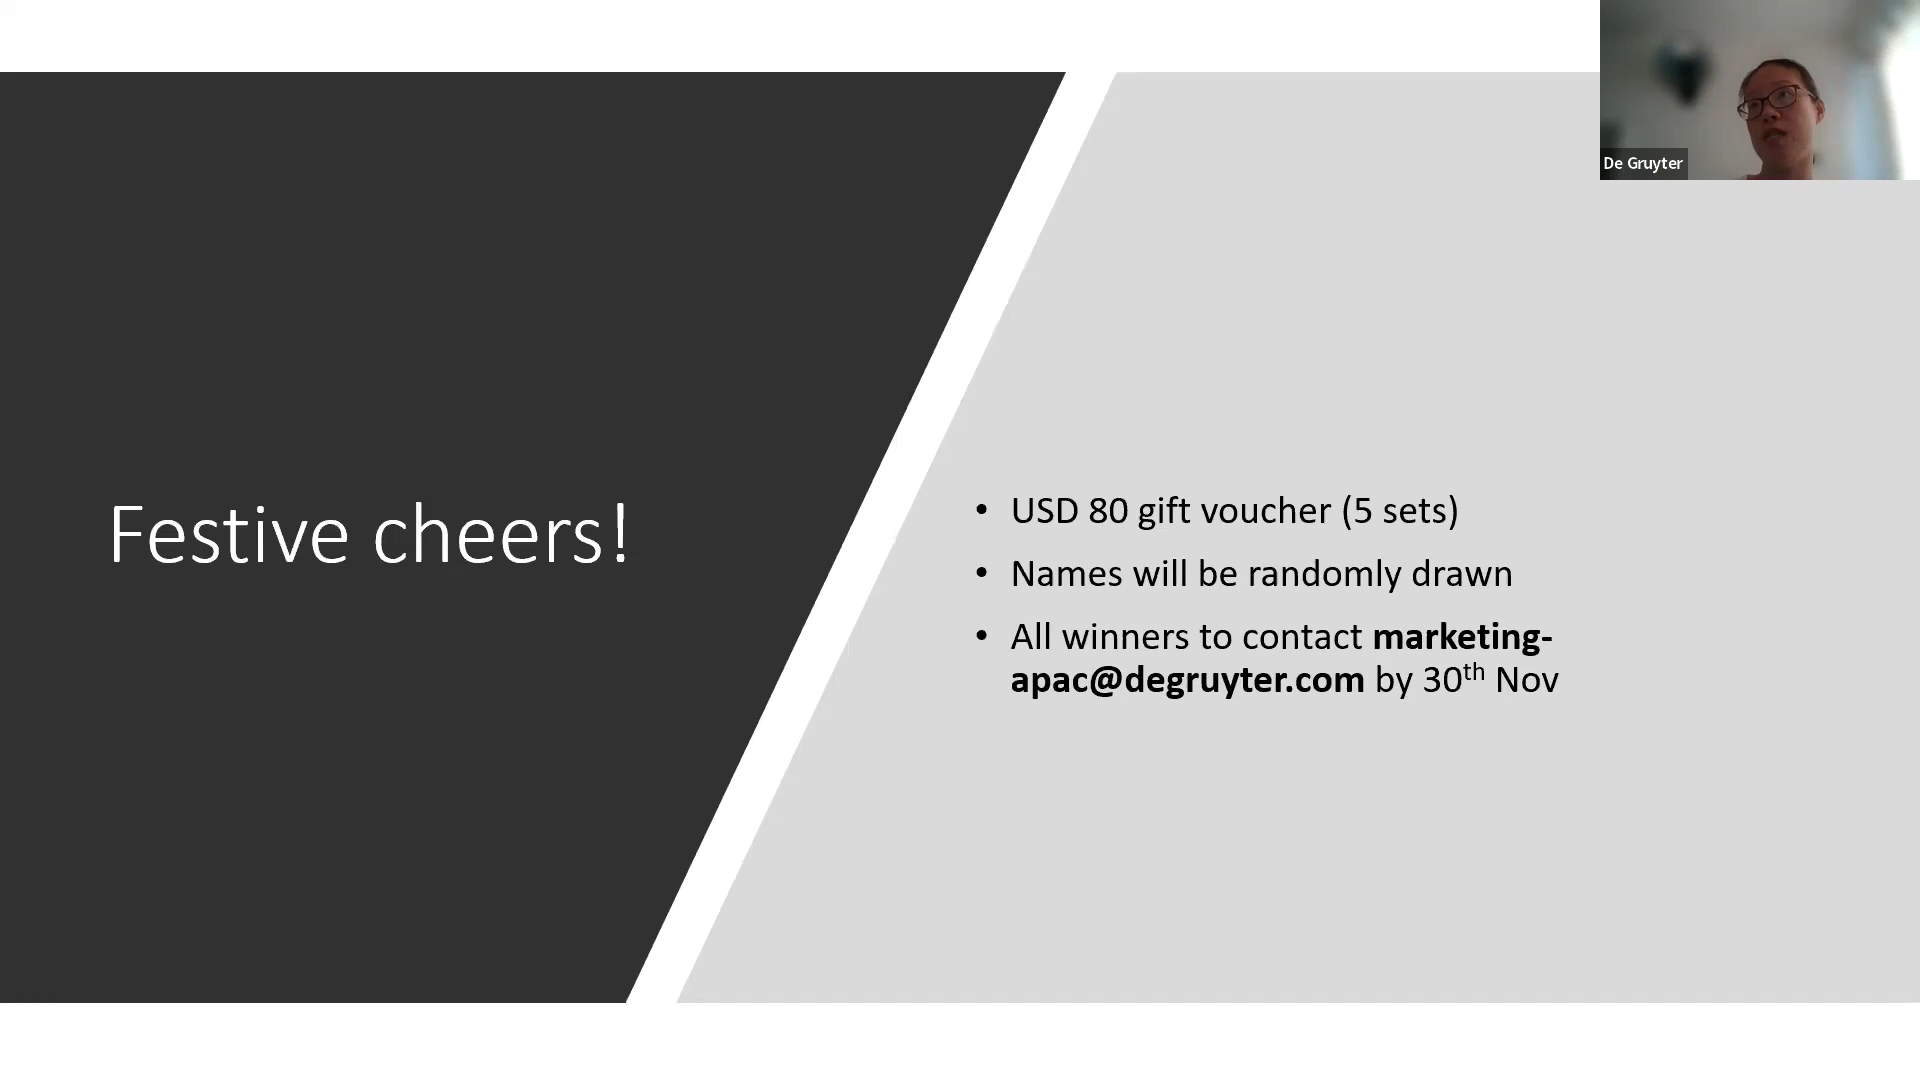 De Gruyter
Festive cheers!
• USD 80 gift voucher (5 sets)
• Names will be randomly drawn
• All winners to contact marketing-
apac@degruyter.com by 30th Nov